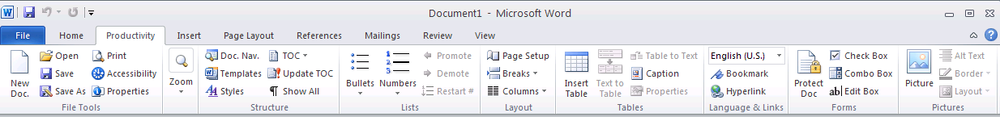 Document1 - Microsoft Word
File Home Productivity Insert Page Layout References Mailings Review View
New Doc.
Open
Save
Save As
Print
Accessibility
Properties
File Tools
Zoom
Doc. Nav.
Templates
Styles
TOC
Update TOC
Show All
Structure
Bullets
Numbers
Promote
Demote
Restart #
Lists
Page Setup
Breaks
Columns
Layout
Insert
Table
Text to
Table
Table to Text
Caption
Properties
Tables
English (U.S.)
Bookmark
Hyperlink
Language & Links
Protect
Doc
Check Box
Combo Box
ab Edit Box
Forms
Picture
Alt Text
Border
Layout
Pictures